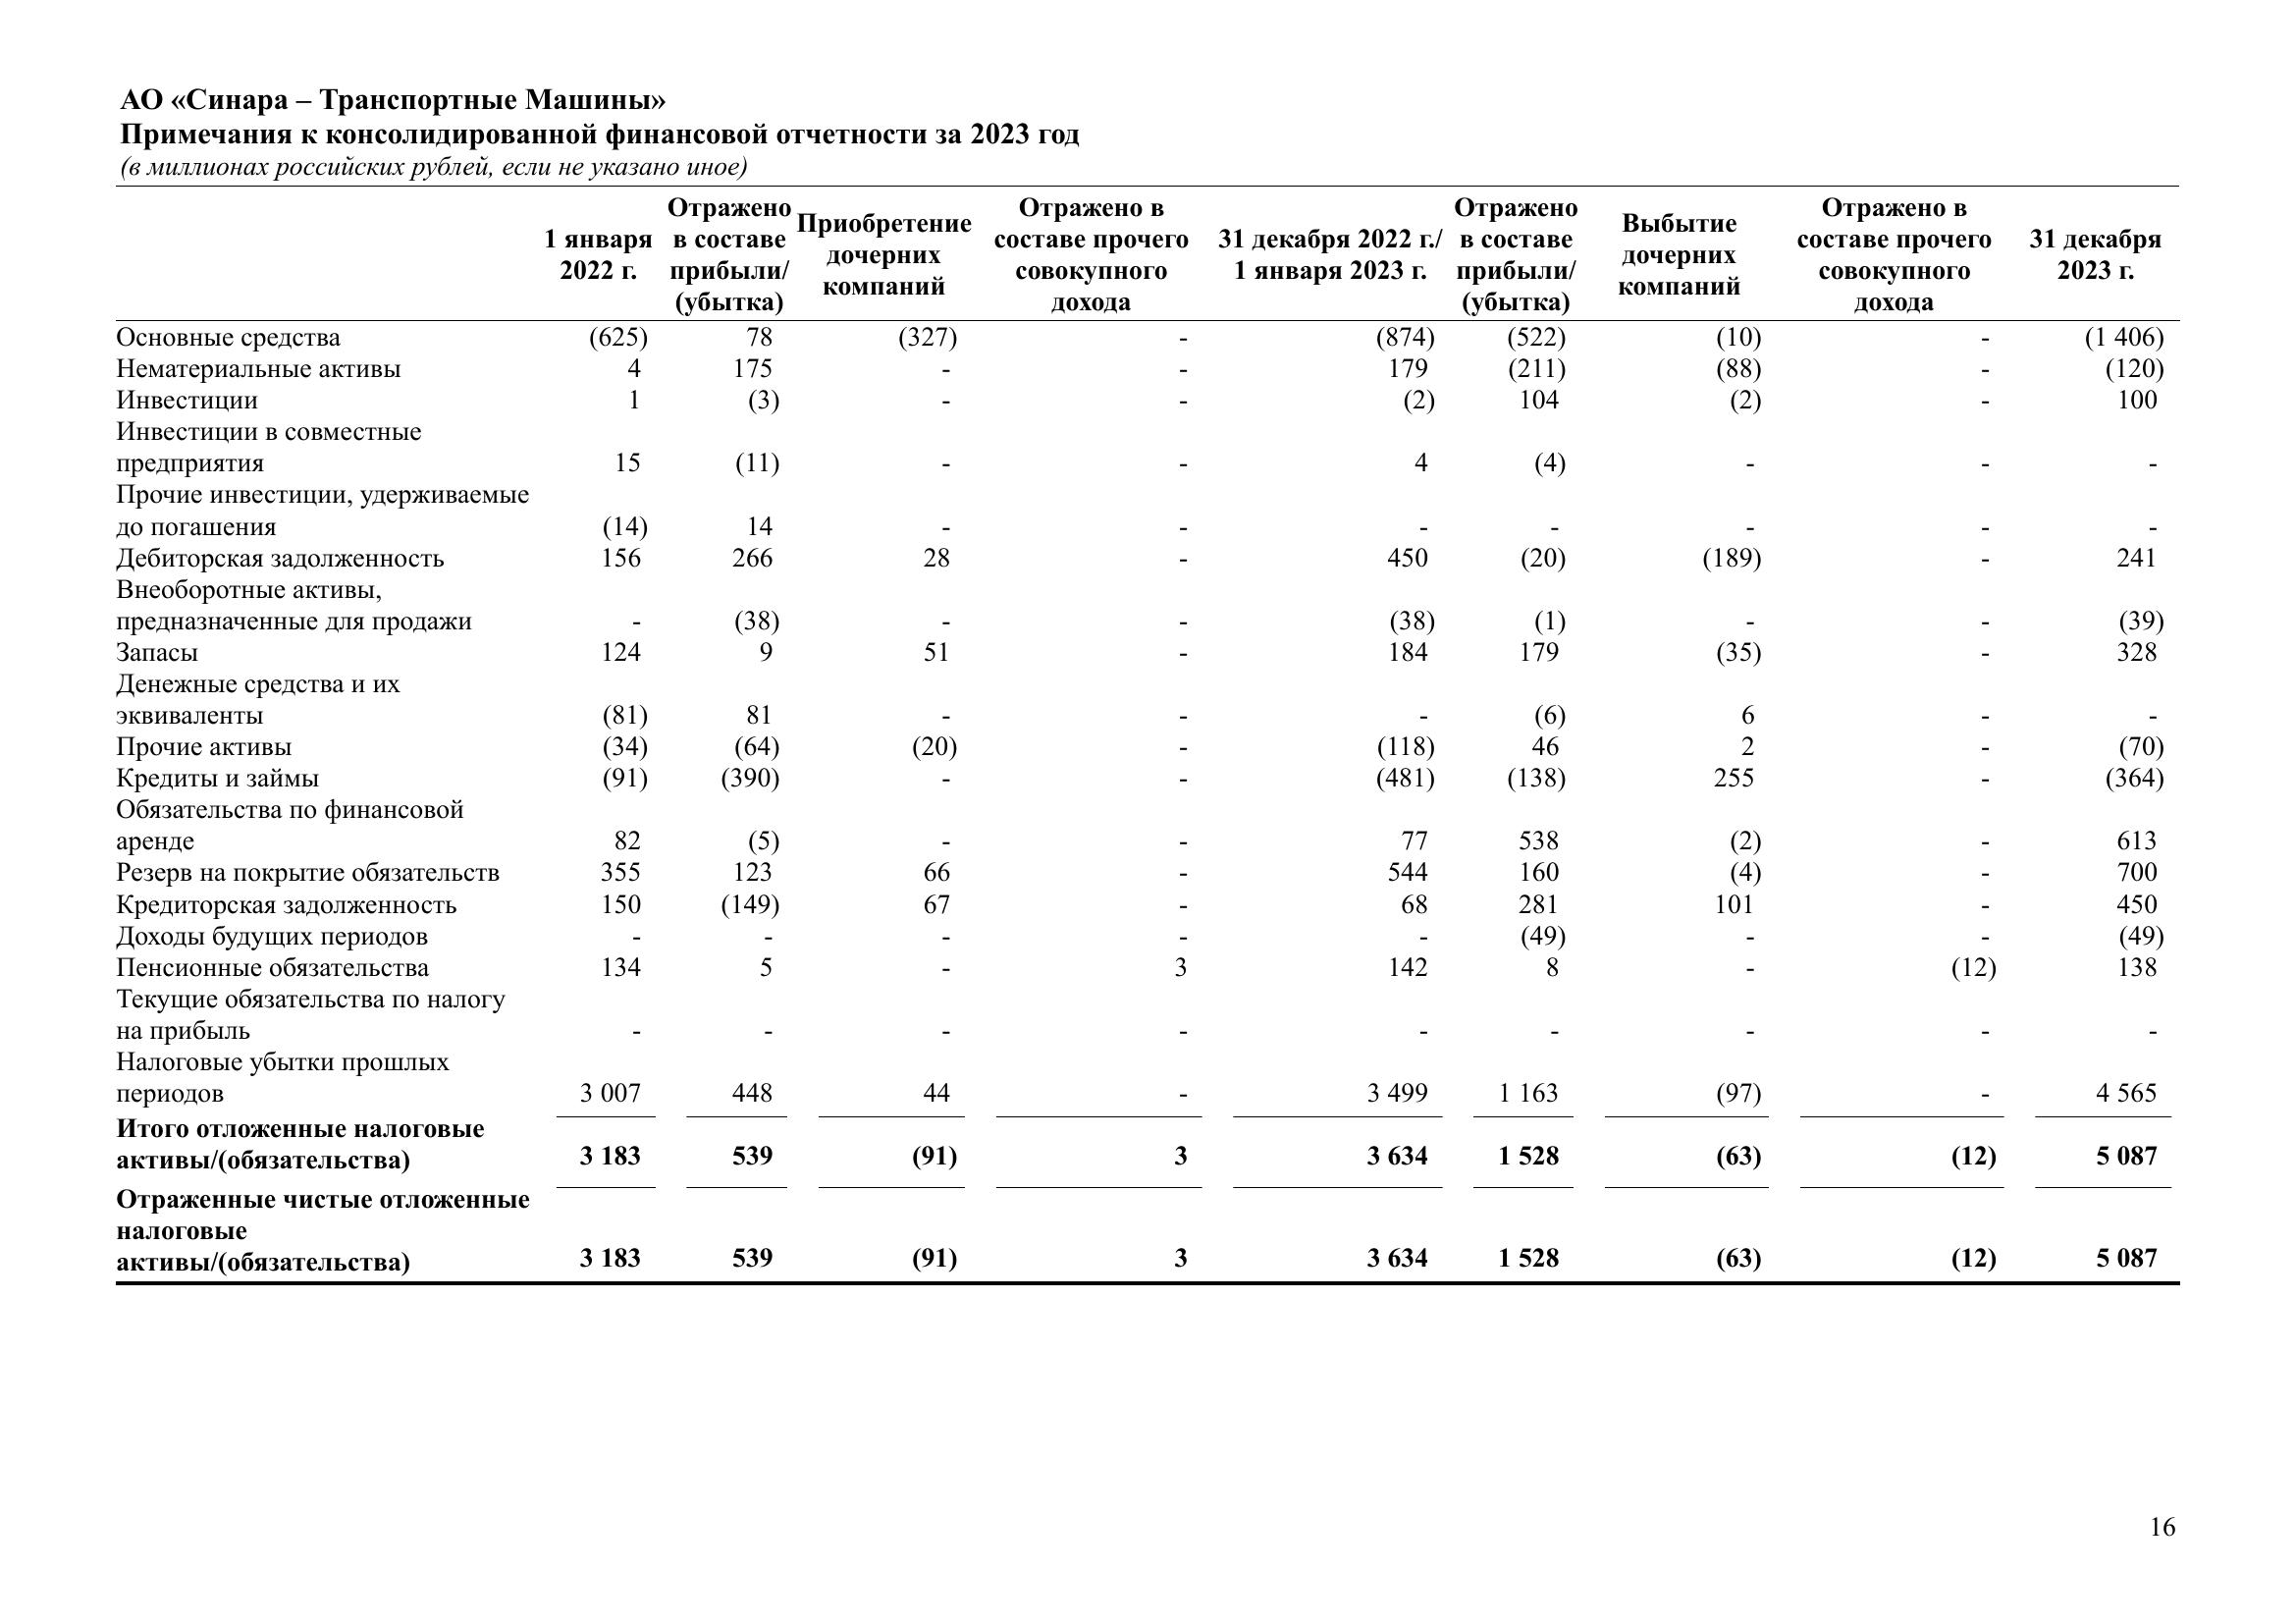 АО «Синара – Транспортные Машины»
Примечания к консолидированной финансовой отчетности за 2023 год
(в миллионах российских рублей, если не указано иное)
1 января 2022 г. Отражено в составе прибыли/(убытка) Приобретение дочерних компаний Отражено в составе прочего совокупного дохода 31 декабря 2022 г./ 1 января 2023 г. Отражено в составе прибыли/(убытка) Выбытие дочерних компаний Отражено в составе прочего совокупного дохода 31 декабря 2023 г.
Основные средства (625) 78 (327) - (874) (522) (10) - (1 406)
Нематериальные активы 4 175 - - 179 (211) (88) - (120)
Инвестиции 1 (3) - - (2) 104 (2) - 100
Инвестиции в совместные
предприятия 15 (11) - - 4 (4) - - -
Прочие инвестиции, удерживаемые
до погашения (14) 14 - - - - - - -
Дебиторская задолженность 156 266 28 - 450 (20) (189) - 241
Внеоборотные активы,
предназначенные для продажи - (38) - - (38) (1) - - (39)
Запасы 124 9 51 - 184 179 (35) - 328
Денежные средства и их
эквиваленты (81) 81 - - - (6) 6 - -
Прочие активы (34) (64) (20) - (118) 46 2 - (70)
Кредиты и займы (91) (390) - - (481) (138) 255 - (364)
Обязательства по финансовой
аренде 82 (5) - - 77 538 (2) - 613
Резерв на покрытие обязательств 355 123 66 - 544 160 (4) - 700
Кредиторская задолженность 150 (149) 67 - 68 281 101 - 450
Доходы будущих периодов - - - - - (49) - - (49)
Пенсионные обязательства 134 5 - 3 142 8 - (12) 138
Текущие обязательства по налогу
на прибыль - - - - - - - - -
Налоговые убытки прошлых
периодов 3 007 448 44 - 3 499 1 163 (97) - 4 565
Итого отложенные налоговые
активы/(обязательства) 3 183 539 (91) 3 3 634 1 528 (63) (12) 5 087
Отраженные чистые отложенные
налоговые
активы/(обязательства) 3 183 539 (91) 3 3 634 1 528 (63) (12) 5 087
16